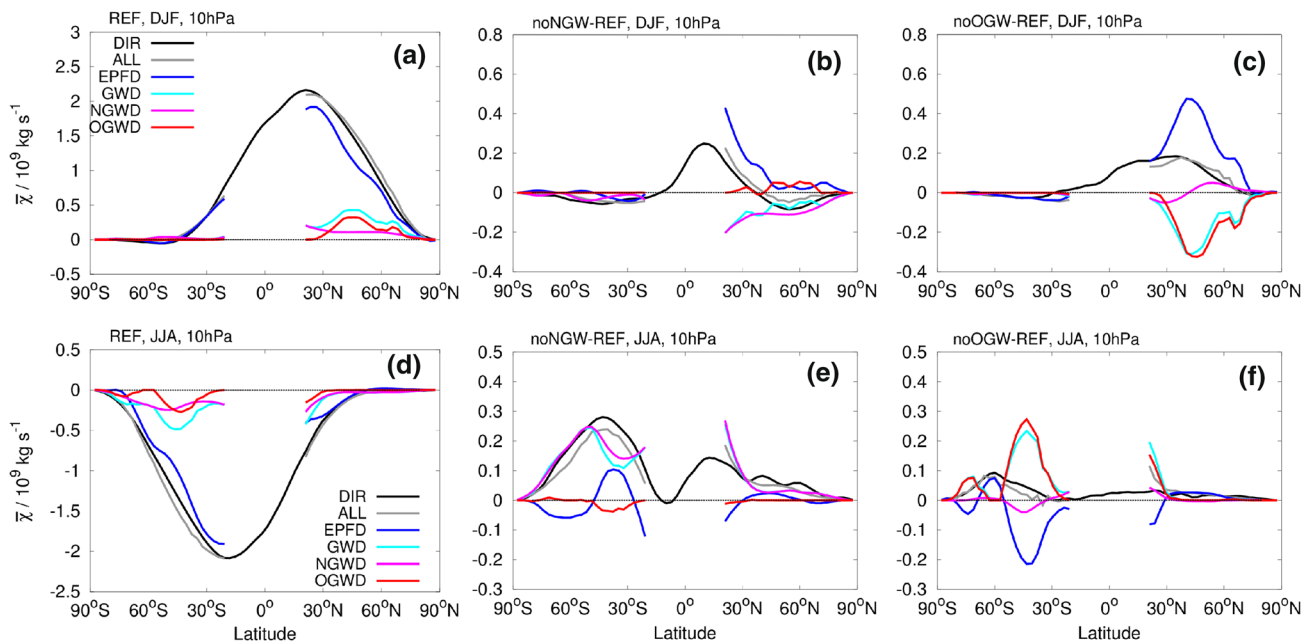 REF, DJF, 10hPa
(a)
DIR
ALL
EPFD
GWD
NGWD
OGWD
χ̅ / 10⁹ kg s⁻¹
3
2.5
2
1.5
1
0.5
0
-0.5
90°S 60°S 30°S 0° 30°N 60°N 90°N
noNGW-REF, DJF, 10hPa
(b)
0.8
0.6
0.4
0.2
0
-0.2
-0.4
90°S 60°S 30°S 0° 30°N 60°N 90°N
noOGW-REF, DJF, 10hPa
(c)
0.8
0.6
0.4
0.2
0
-0.2
-0.4
90°S 60°S 30°S 0° 30°N 60°N 90°N
REF, JJA, 10hPa
(d)
χ̅ / 10⁹ kg s⁻¹
0.5
0
-0.5
-1
-1.5
-2
-2.5
DIR
ALL
EPFD
GWD
NGWD
OGWD
90°S 60°S 30°S 0° 30°N 60°N 90°N
Latitude
noNGW-REF, JJA, 10hPa
(e)
0.5
0.4
0.3
0.2
0.1
0
-0.1
-0.2
-0.3
90°S 60°S 30°S 0° 30°N 60°N 90°N
Latitude
noOGW-REF, JJA, 10hPa
(f)
0.5
0.4
0.3
0.2
0.1
0
-0.1
-0.2
-0.3
90°S 60°S 30°S 0° 30°N 60°N 90°N
Latitude